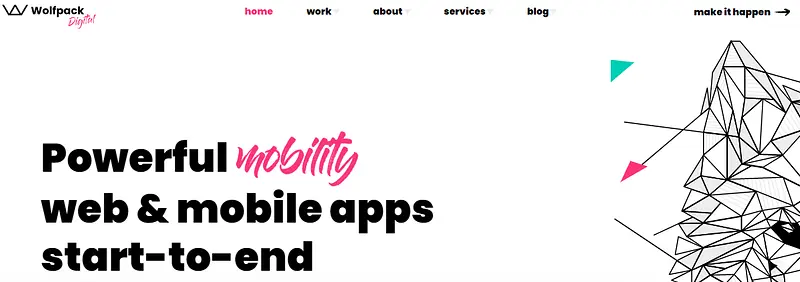 Wolfpack
Digital
home work about services blog make it happen
Powerful mobility
web & mobile apps
start-to-end